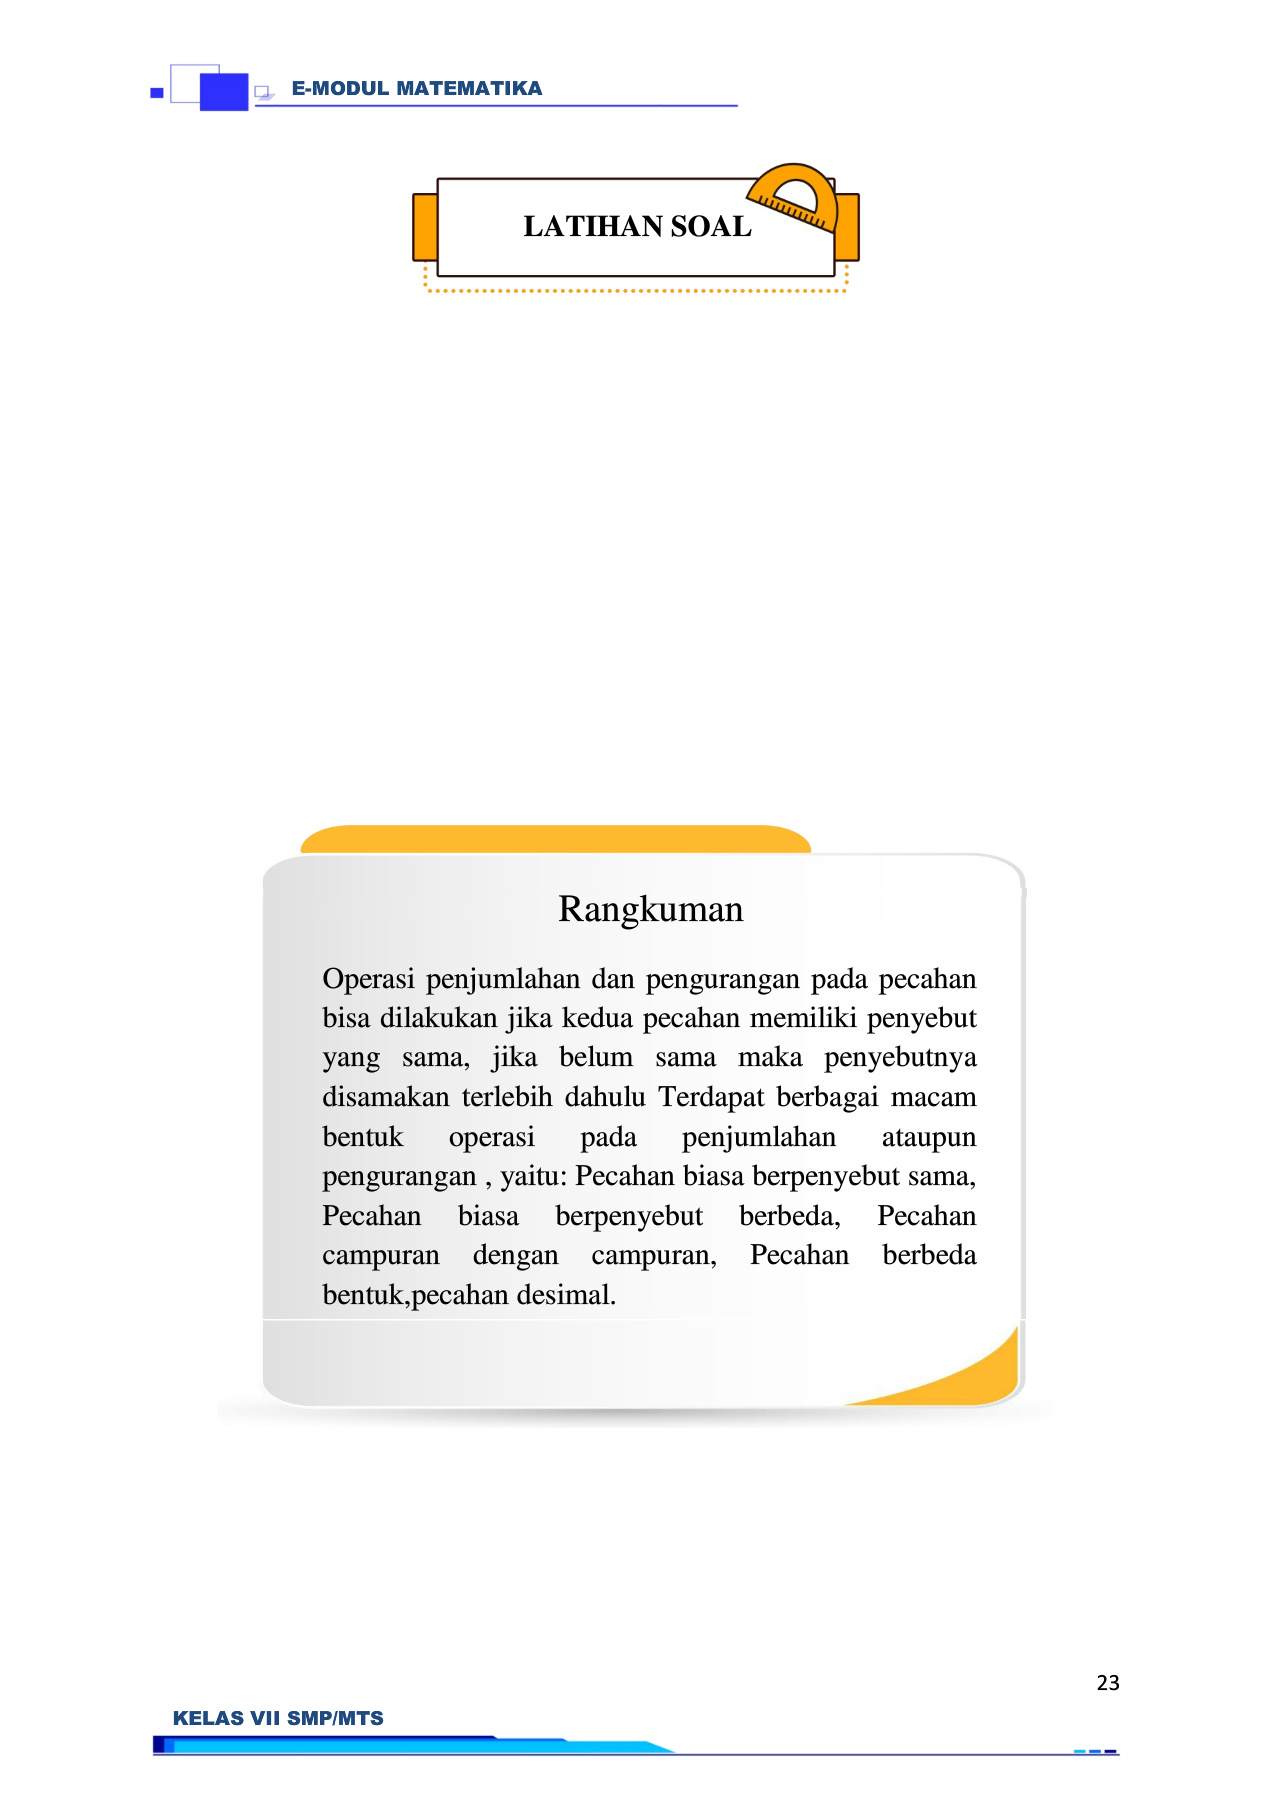 E-MODUL MATEMATIKA
LATIHAN SOAL
Rangkuman
Operasi penjumlahan dan pengurangan pada pecahan
bisa dilakukan jika kedua pecahan memiliki penyebut
yang sama, jika belum sama maka penyebutnya
disamakan terlebih dahulu Terdapat berbagai macam
bentuk operasi pada penjumlahan ataupun
pengurangan , yaitu: Pecahan biasa berpenyebut sama,
Pecahan biasa berpenyebut berbeda, Pecahan
campuran dengan campuran, Pecahan berbeda
bentuk,pecahan desimal.
23
KELAS VII SMP/MTS